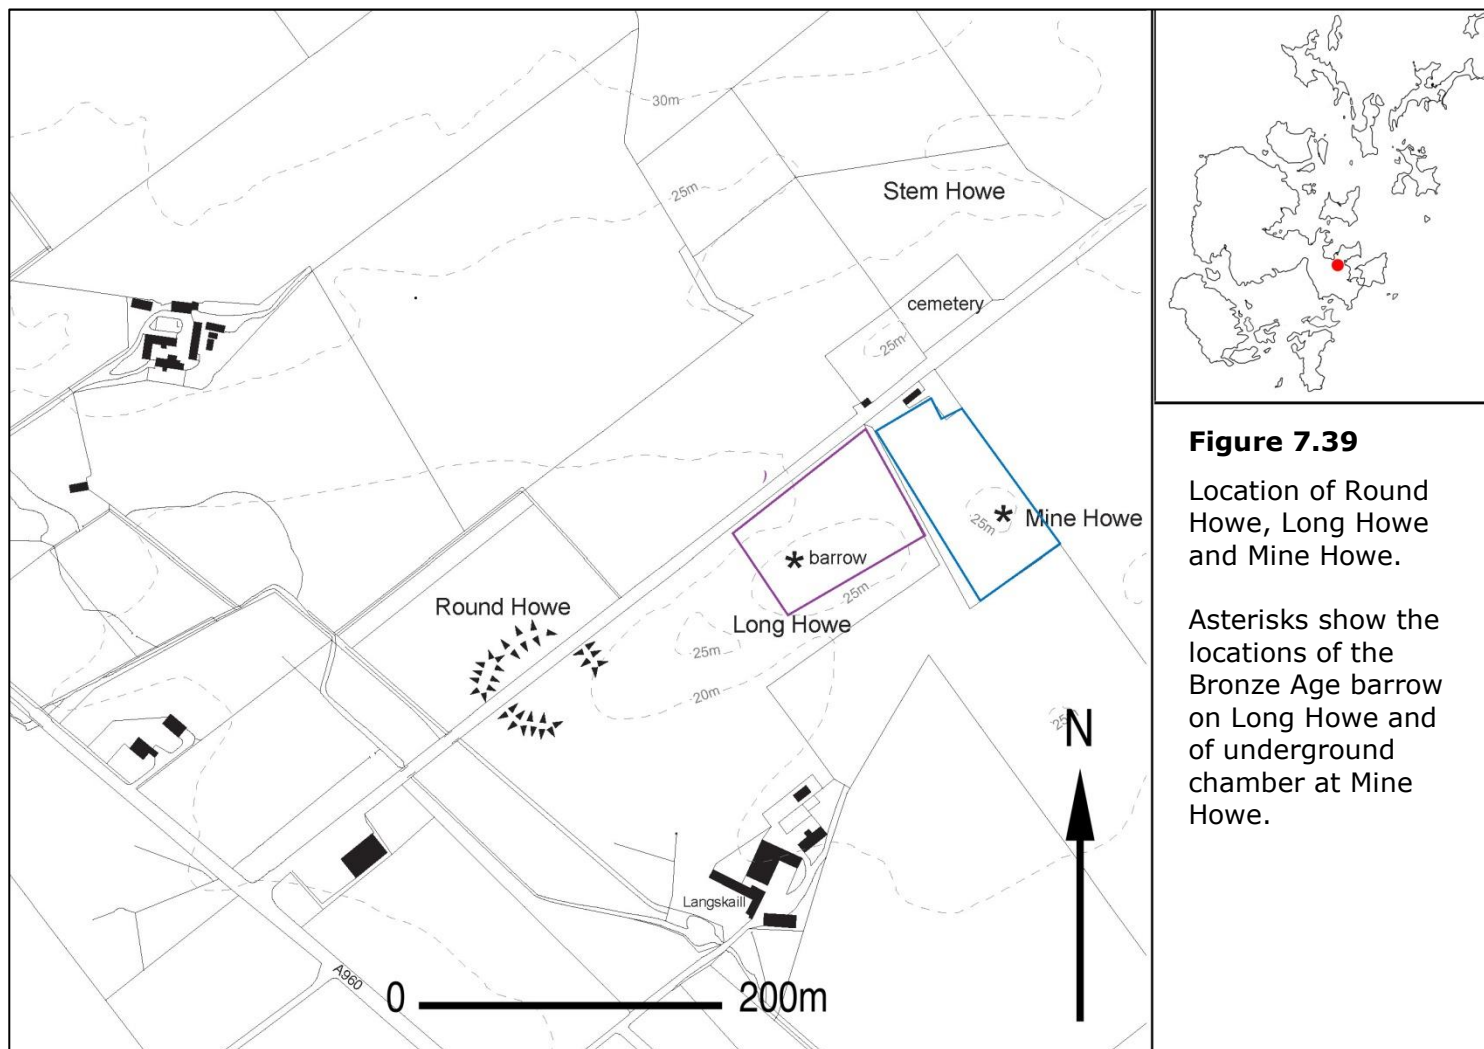 30m
25m
Stem Howe
cemetery
25m
Mine Howe
25m
barrow
25m
Round Howe
Long Howe
25m
20m
25m
N
Langskaill
A960
0 200m
Figure 7.39
Location of Round
Howe, Long Howe
and Mine Howe.
Asterisks show the
locations of the
Bronze Age barrow
on Long Howe and
of underground
chamber at Mine
Howe.